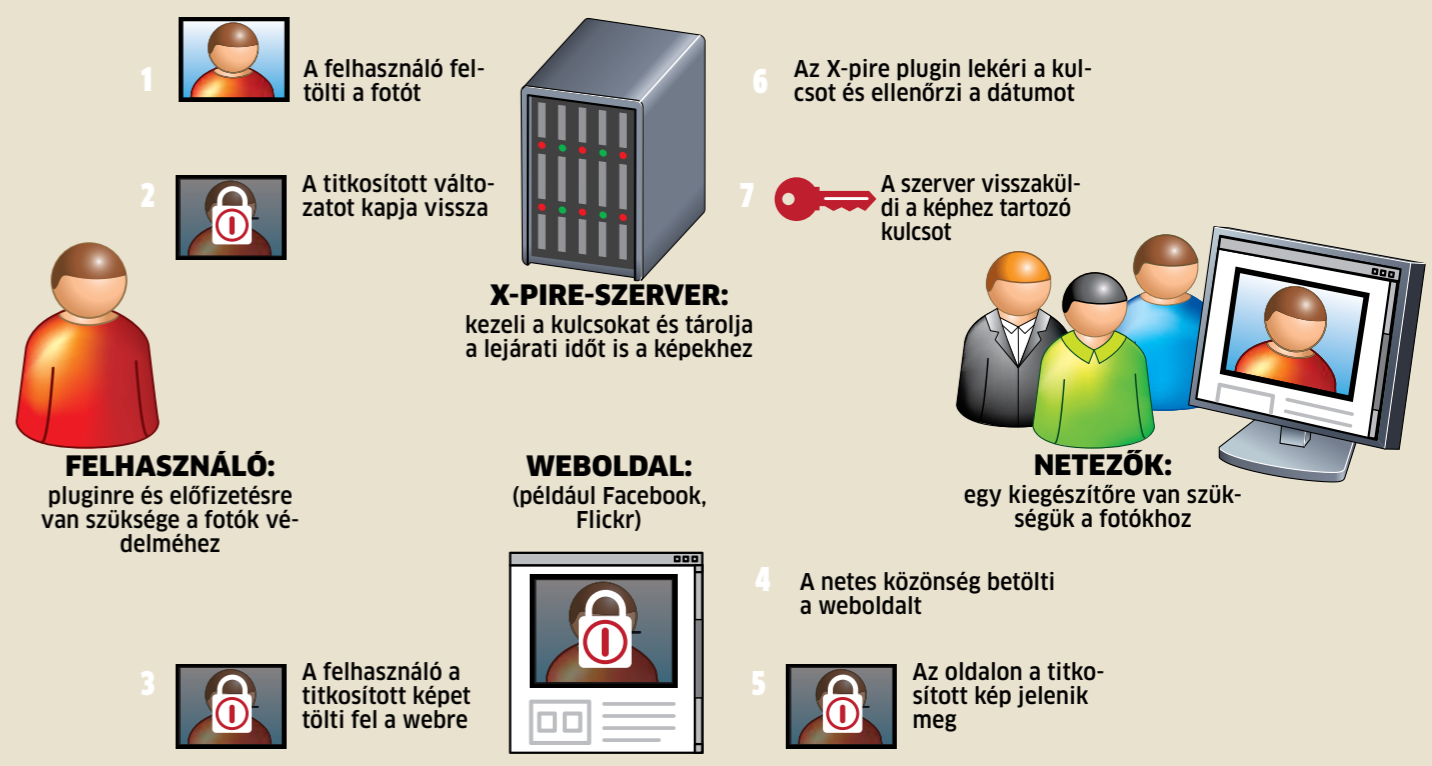 1
A felhasználó fel-
tölti a fotót
2
A titkosítottválto-
zatot kapja vissza
X-PIRE-SZERVER:
kezeli a kulcsokat és tárolja
a lejárati időt is a képekhez
6
Az X-pire plugin lekéri a kul-
csot és ellenőrzi a dátumot
7
A szerver visszakül-
di a képhez tartozó
kulcsot
FELHASZNÁLÓ:
pluginre és előfizetésre
van szüksége a fotók vé-
delméhez
WEBOLDAL:
(például Facebook,
Flickr)
NETEZŐK:
egy kiegészítőre van szük-
ségük a fotókhoz
3
A felhasználó a
titkosított képet
tölti fel a webre
4
A netes közönség betölti
a weboldalt
5
Az oldalon a titko-
sított kép jelenik
meg